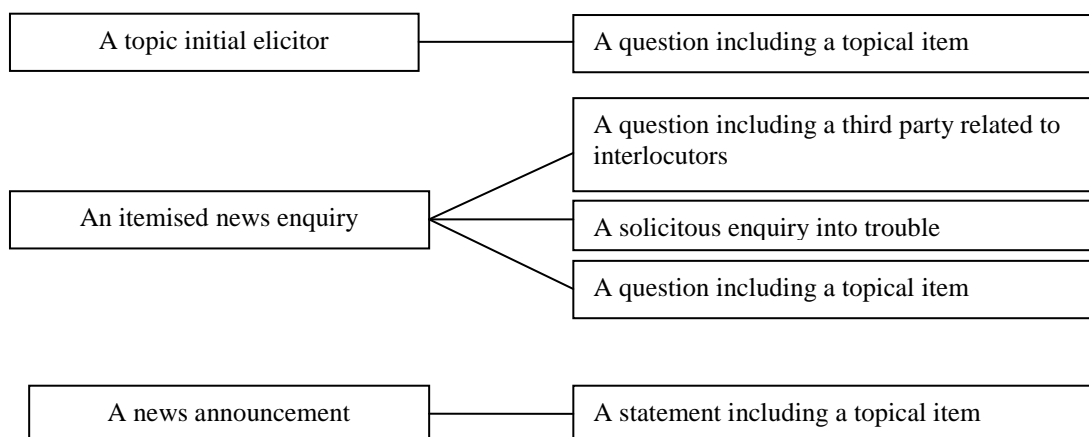 A topic initial elicitor
A question including a topical item
A question including a third party related to
interlocutors
An itemised news enquiry
A solicitous enquiry into trouble
A question including a topical item
A news announcement
A statement including a topical item